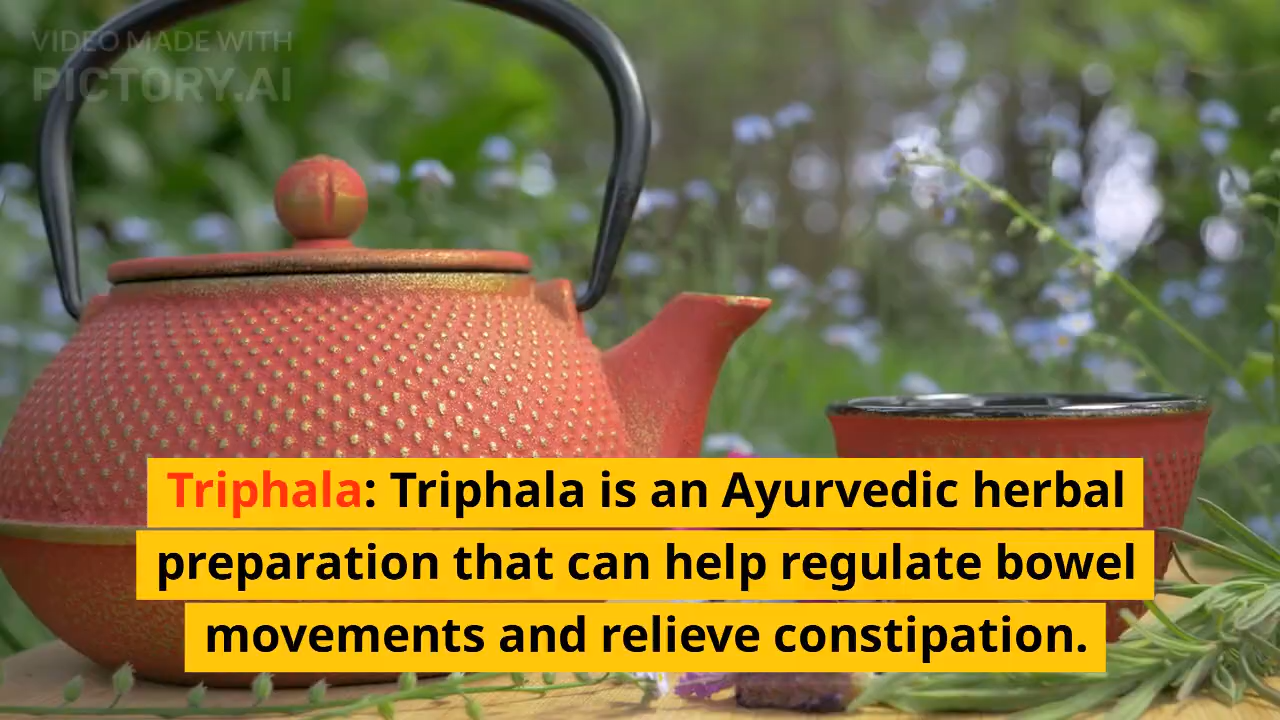 VIDEO MADE WITH
PICTORY.AI
Triphala: Triphala is an Ayurvedic herbal
preparation that can help regulate bowel
movements and relieve constipation.